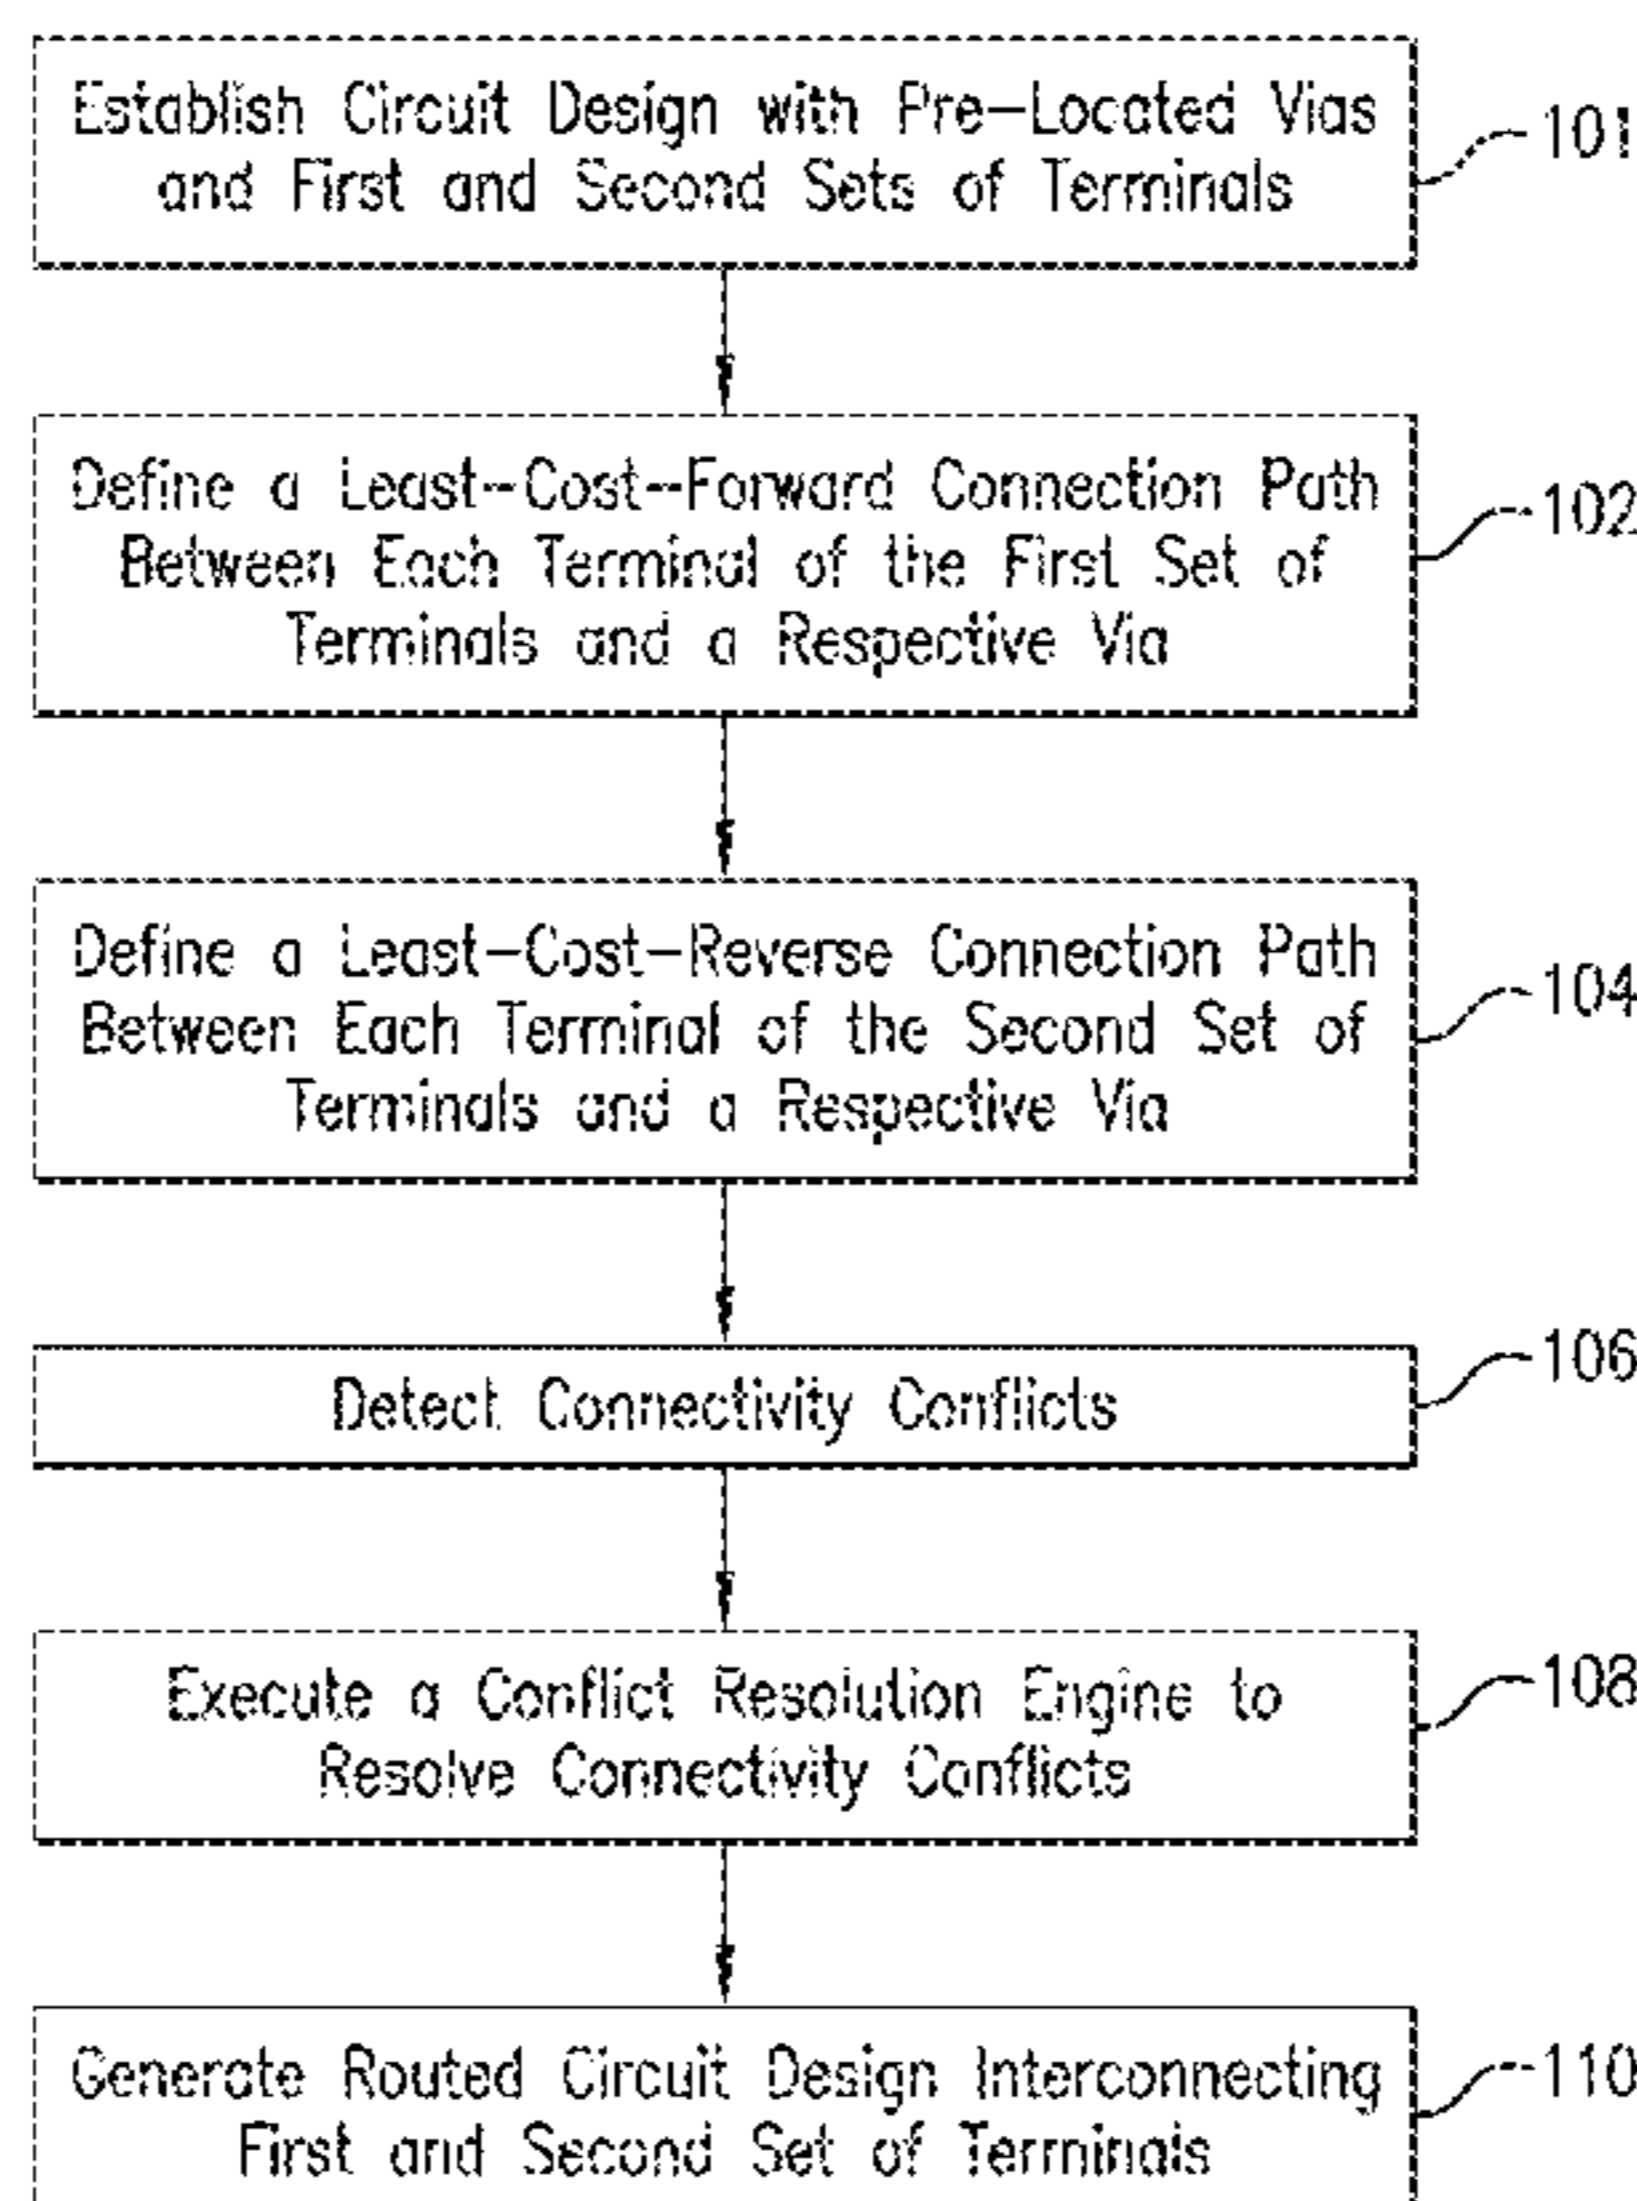 Establish Circuit Design with Pre-Located Vias
and First and Second Sets of Terminals
101
Define a Least-Cost-Forward Connection Path
Between Each Terminal of the First Set of
Terminals and a Respective Via
102
Define a Least-Cost-Reverse Connection Path
Between Each Terminal of the Second Set of
Terminals and a Respective Via
104
Detect Connectivity Conflicts
106
Execute a Conflict Resolution Engine to
Resolve Connectivity Conflicts
108
Generate Routed Circuit Design Interconnecting
First and Second Set of Terminals
110